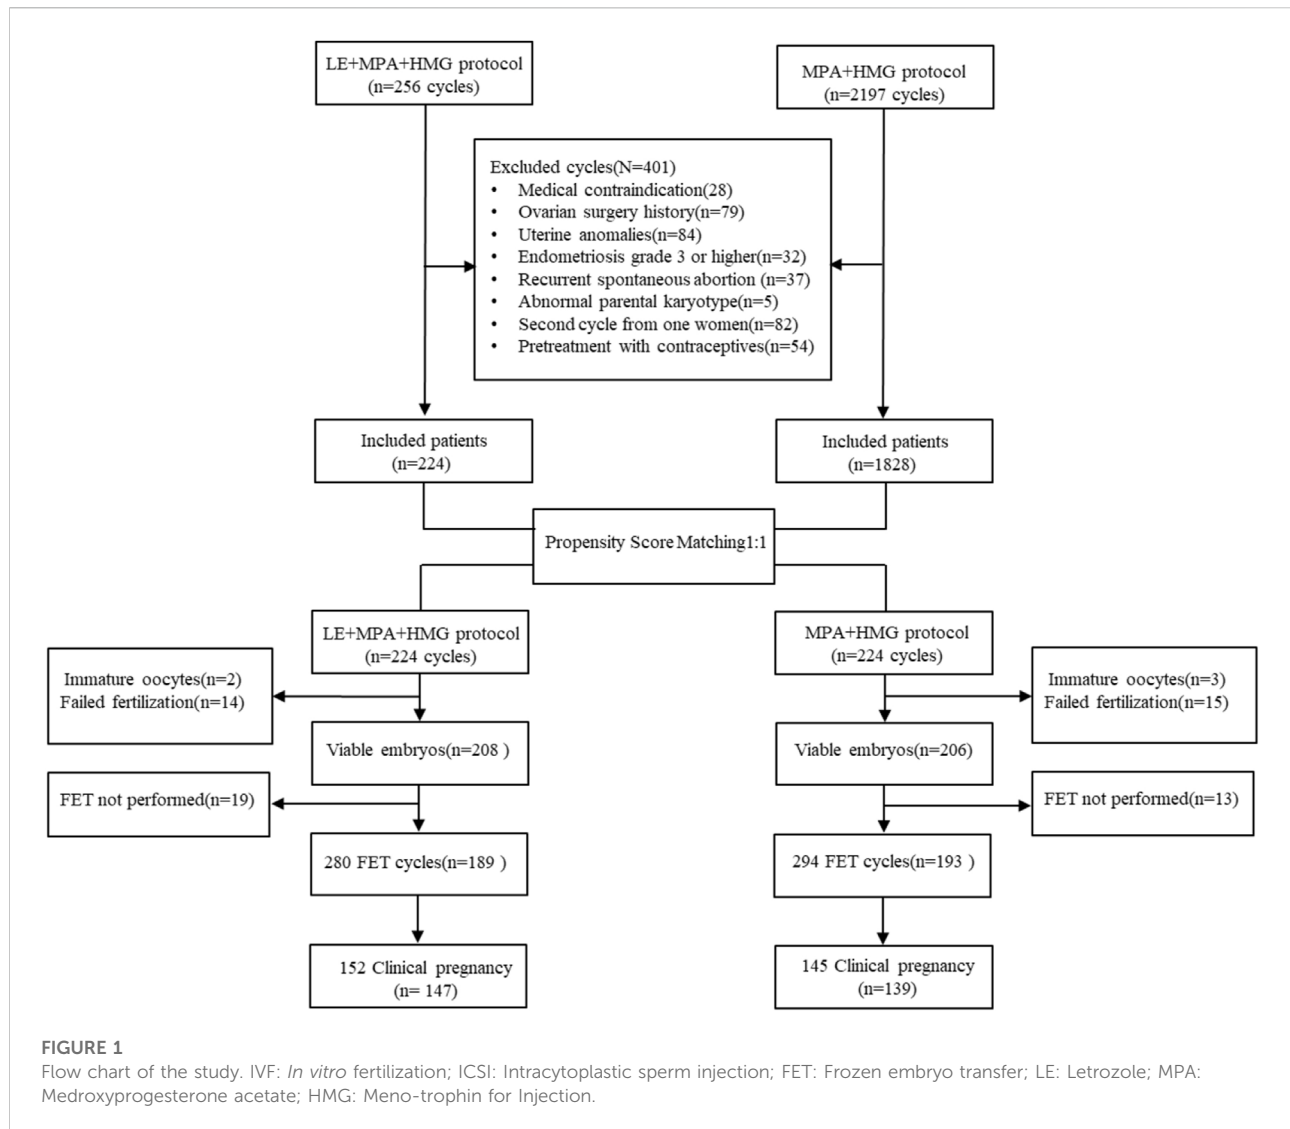 LE+MPA+HMG protocol
(n=256 cycles)
MPA+HMG protocol
(n=2197 cycles)
Excluded cycles(N=401)
• Medical contraindication(28)
• Ovarian surgery history(n=79)
• Uterine anomalies(n=84)
• Endometriosis grade 3 or higher(n=32)
• Recurrent spontaneous abortion (n=37)
• Abnormal parental karyotype(n=5)
• Second cycle from one women(n=82)
• Pretreatment with contraceptives(n=54)
Included patients
(n=224)
Included patients
(n=1828)
Propensity Score Matching1:1
LE+MPA+HMG protocol
(n=224 cycles)
MPA+HMG protocol
(n=224 cycles)
Immature oocytes(n=2)
Failed fertilization(n=14)
Immature oocytes(n=3)
Failed fertilization(n=15)
Viable embryos(n=208 )
Viable embryos(n=206)
FET not performed(n=19)
FET not performed(n=13)
280 FET cycles(n=189 )
294 FET cycles(n=193 )
152 Clinical pregnancy
(n= 147)
145 Clinical pregnancy
(n=139)
FIGURE 1
Flow chart of the study. IVF: In vitro fertilization; ICSI: Intracytoplastic sperm injection; FET: Frozen embryo transfer; LE: Letrozole; MPA:
Medroxyprogesterone acetate; HMG: Meno-trophin for Injection.